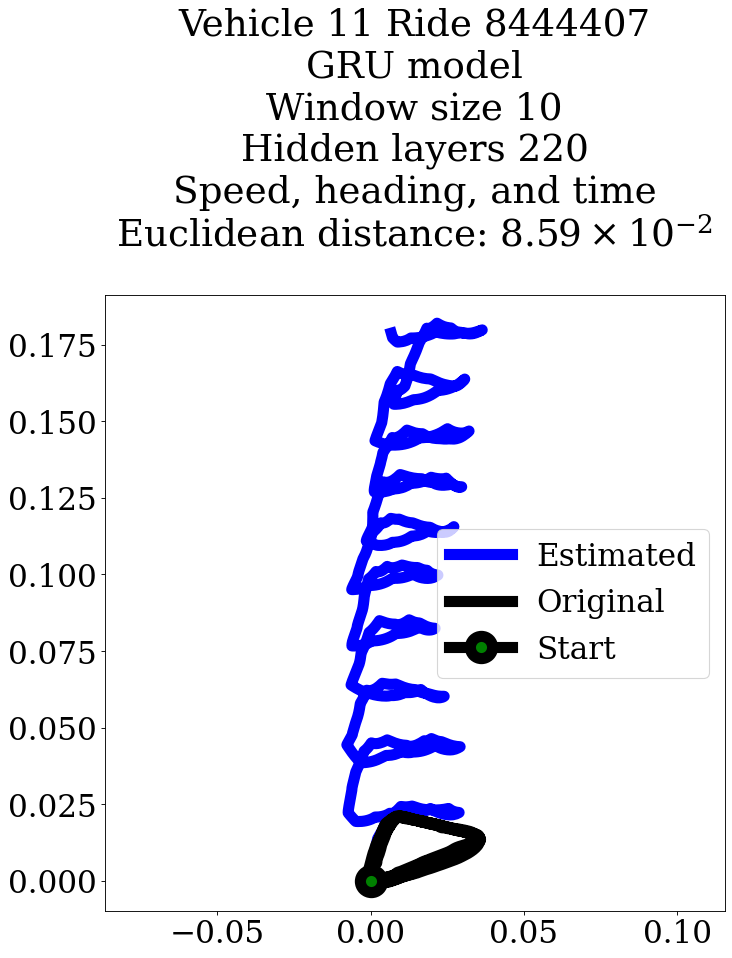 Vehicle 11 Ride 8444407
GRU model
Window size 10
Hidden layers 220
Speed, heading, and time
Euclidean distance: 8.59 × 10⁻²
0.175
0.150
0.125
0.100
0.075
0.050
0.025
0.000
Estimated
Original
Start
−0.05 0.00 0.05 0.10